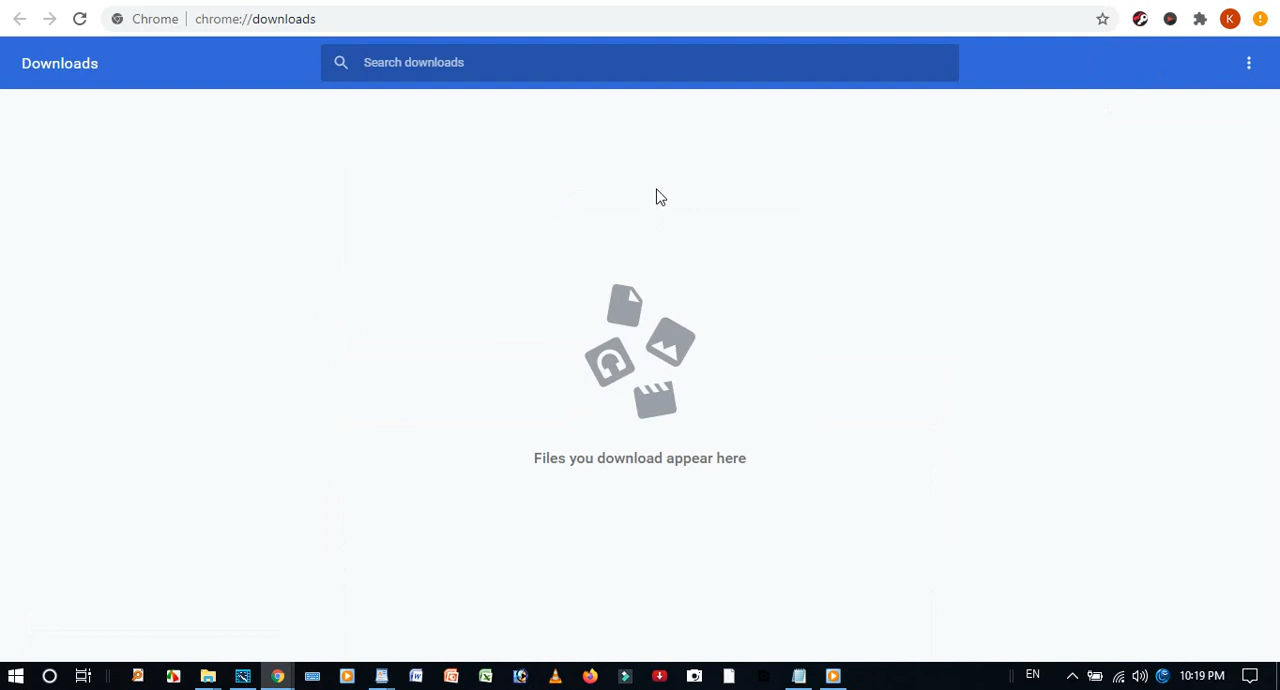 Chrome | chrome://downloads
K
Downloads
Search downloads
Files you download appear here
EN
10:19 PM